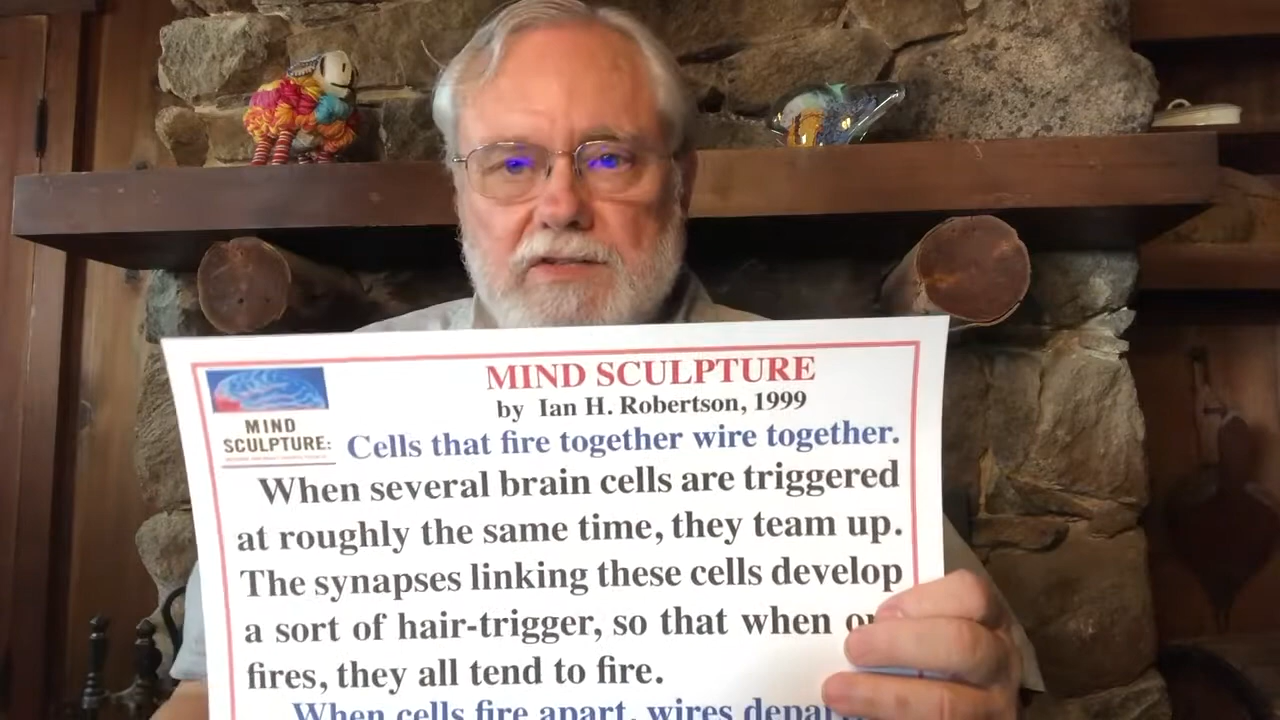 MIND SCULPTURE
by Ian H. Robertson, 1999
MIND
SCULPTURE:
Cells that fire together wire together.
When several brain cells are triggered
at roughly the same time, they team up.
The synapses linking these cells develop
a sort of hair-trigger, so that when
fires, they all tend to fire.
When cells fire apart, wires